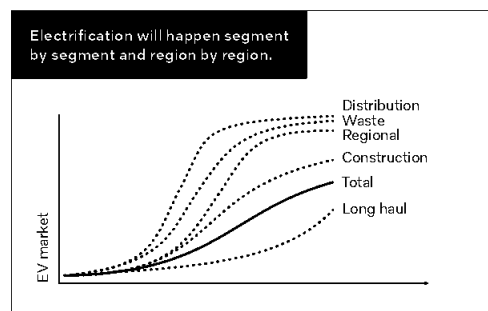 Electrification will happen segment
by segment and region by region.
Distribution
Waste
Regional
Construction
Total
Long haul
EV market